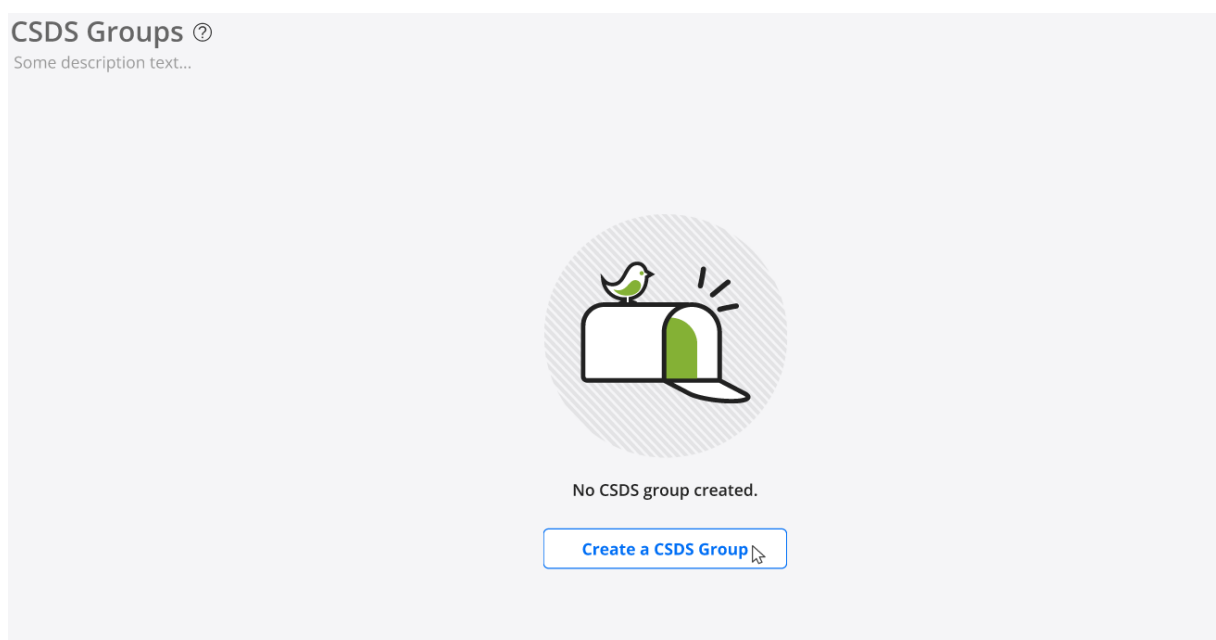 CSDS Groups ?
Some description text...
No CSDS group created.
Create a CSDS Group